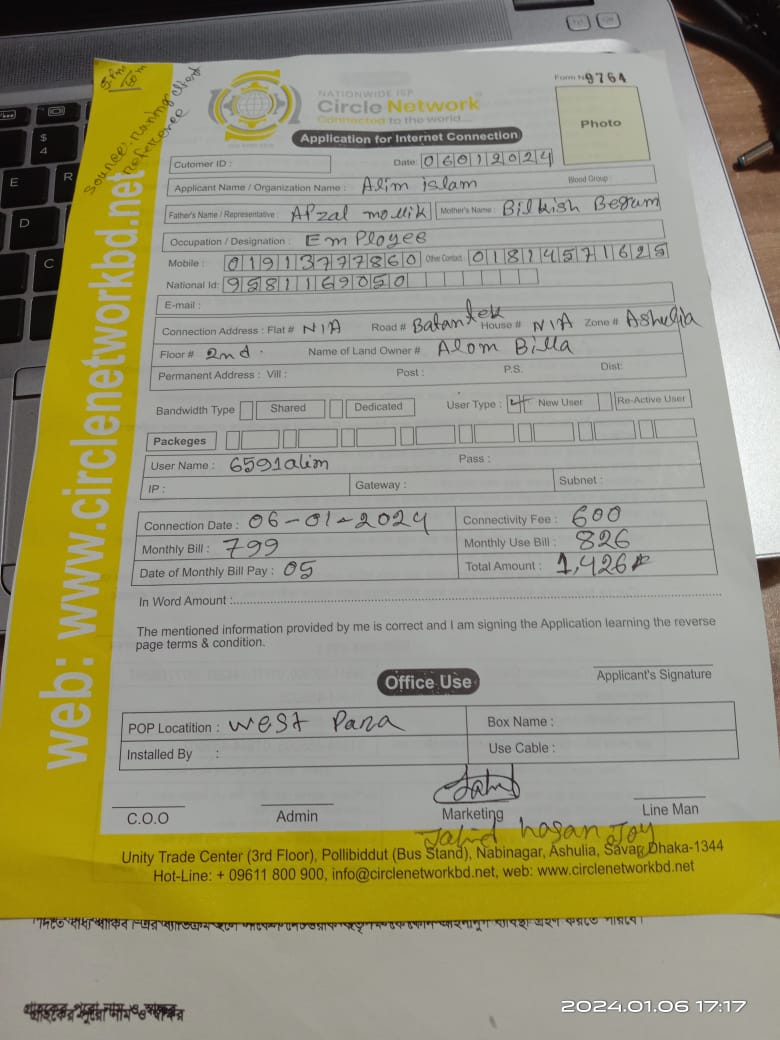 5 Pm
Source: Running Client
reference
Form N 9764
NATIONWIDE ISP
Circle Network
Connected to the world....
Photo
Application for Internet Connection
Cutomer ID :
Date: 06012024
Applicant Name / Organization Name : Alim islam
Blood Group :
Father's Name / Representative : Afzal mollik Mother's Name : Bilkish Begum
Occupation / Designation : EmPloyee
Mobile : 01913777860 Other Contact : 01814571625
National Id: 9581169050
E-mail :
Connection Address : Flat # N/A Road # Batantek House # N/A Zone # Ashulia
Floor # 2nd Name of Land Owner # Alom Billa
Permanent Address : Vill : Post : P.S. Dist:
Bandwidth Type Shared Dedicated User Type : New User Re-Active User
Packeges
User Name : 6591alim Pass :
IP : Gateway : Subnet :
Connection Date : 06-01-2024 Connectivity Fee : 600
Monthly Bill : 799 Monthly Use Bill : 826
Date of Monthly Bill Pay : 05 Total Amount : 1,426
In Word Amount :
The mentioned information provided by me is correct and I am signing the Application learning the reverse
page terms & condition.
Applicant's Signature
Office Use
POP Locatition : west Para Box Name :
Installed By : Use Cable :
Jahid
C.O.O Admin Marketing Line Man
Jahid hasan Joy
Unity Trade Center (3rd Floor), Pollibiddut (Bus Stand), Nabinagar, Ashulia, Savar, Dhaka-1344
Hot-Line: + 09611 800 900, info@circlenetworkbd.net, web: www.circlenetworkbd.net
web: www.circlenetworkbd.net
2024.01.06 17:17